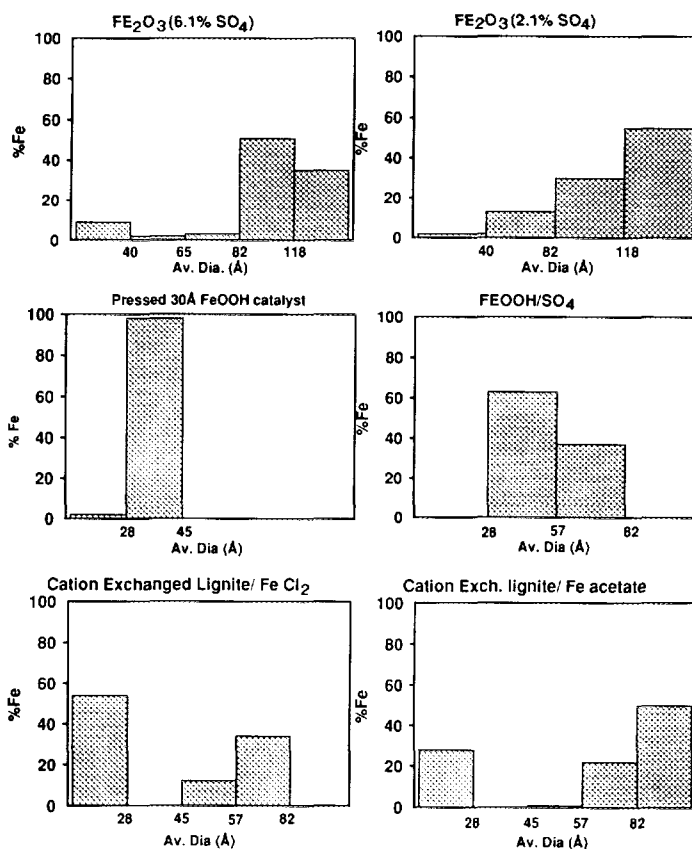 FE₂O₃(6.1% SO₄)
100
80
60
40
20
0
%Fe
40 65 82 118
Av. Dia. (Å)
FE₂O₃(2.1% SO₄)
100
80
60
40
20
0
%Fe
40 82 118
Av. Dia. (Å)
Pressed 30Å FeOOH catalyst
100
80
60
40
20
0
% Fe
28 45
Av. Dia (Å)
FEOOH/SO₄
100
80
60
40
20
0
%Fe
28 57 82
Av. Dia (Å)
Cation Exchanged Lignite/ Fe Cl₂
100
80
60
40
20
0
%Fe
28 45 57 82
Av. Dia (Å)
Cation Exch. lignite/ Fe acetate
100
80
60
40
20
0
%Fe
28 45 57 82
Av. Dia (Å)